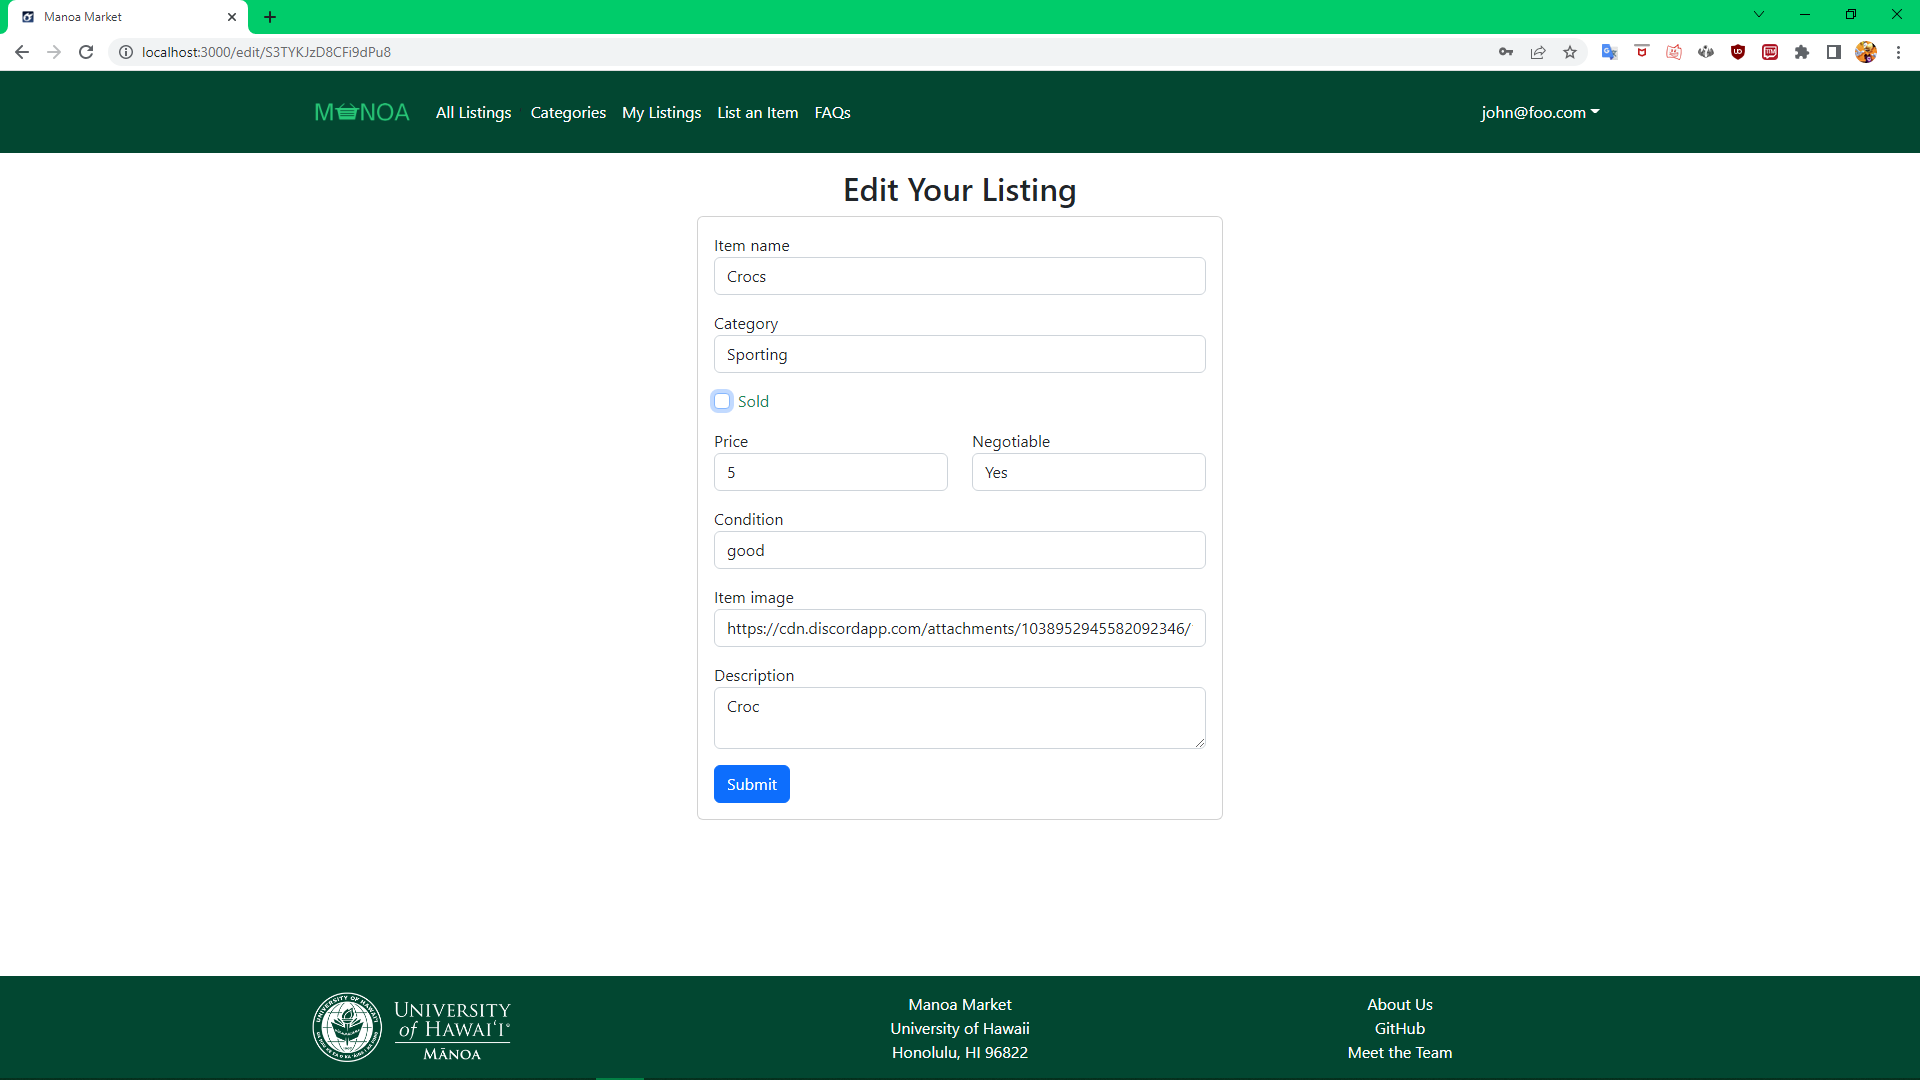 Manoa Market
localhost:3000/edit/S3TYKJzD8CFi9dPu8
MANOA All Listings Categories My Listings List an Item FAQs john@foo.com
Edit Your Listing
Item name
Crocs
Category
Sporting
Sold
Price Negotiable
5 Yes
Condition
good
Item image
https://cdn.discordapp.com/attachments/1038952945582092346/
Description
Croc
Submit
UNIVERSITY
of HAWAIʻI®
MĀNOA
Manoa Market
University of Hawaii
Honolulu, HI 96822
About Us
GitHub
Meet the Team